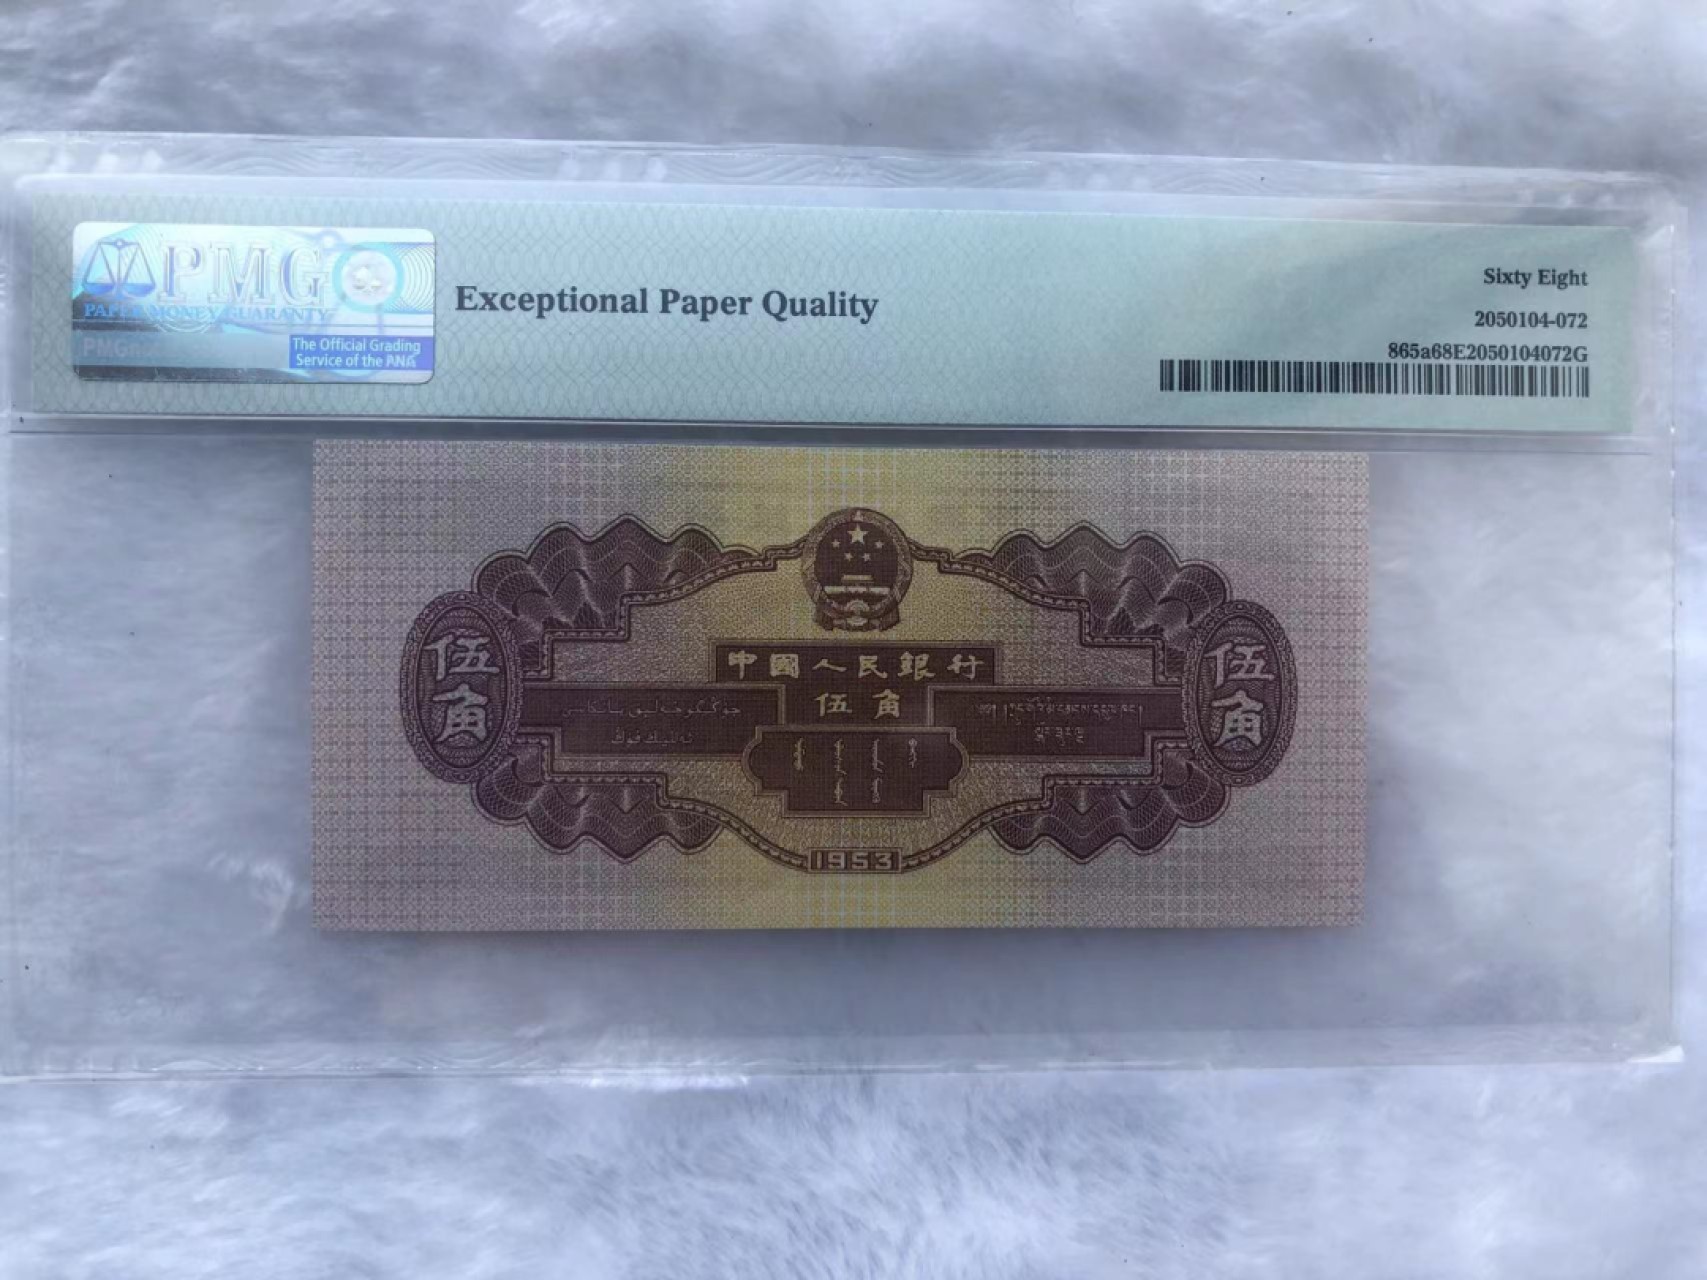 PMG
PAPER MONEY GUARANTY
The Official Grading
Service of the ANA
Exceptional Paper Quality
Sixty Eight
2050104-072
865a68E2050104072G
中國人民銀行
伍角
伍角
伍角
1953